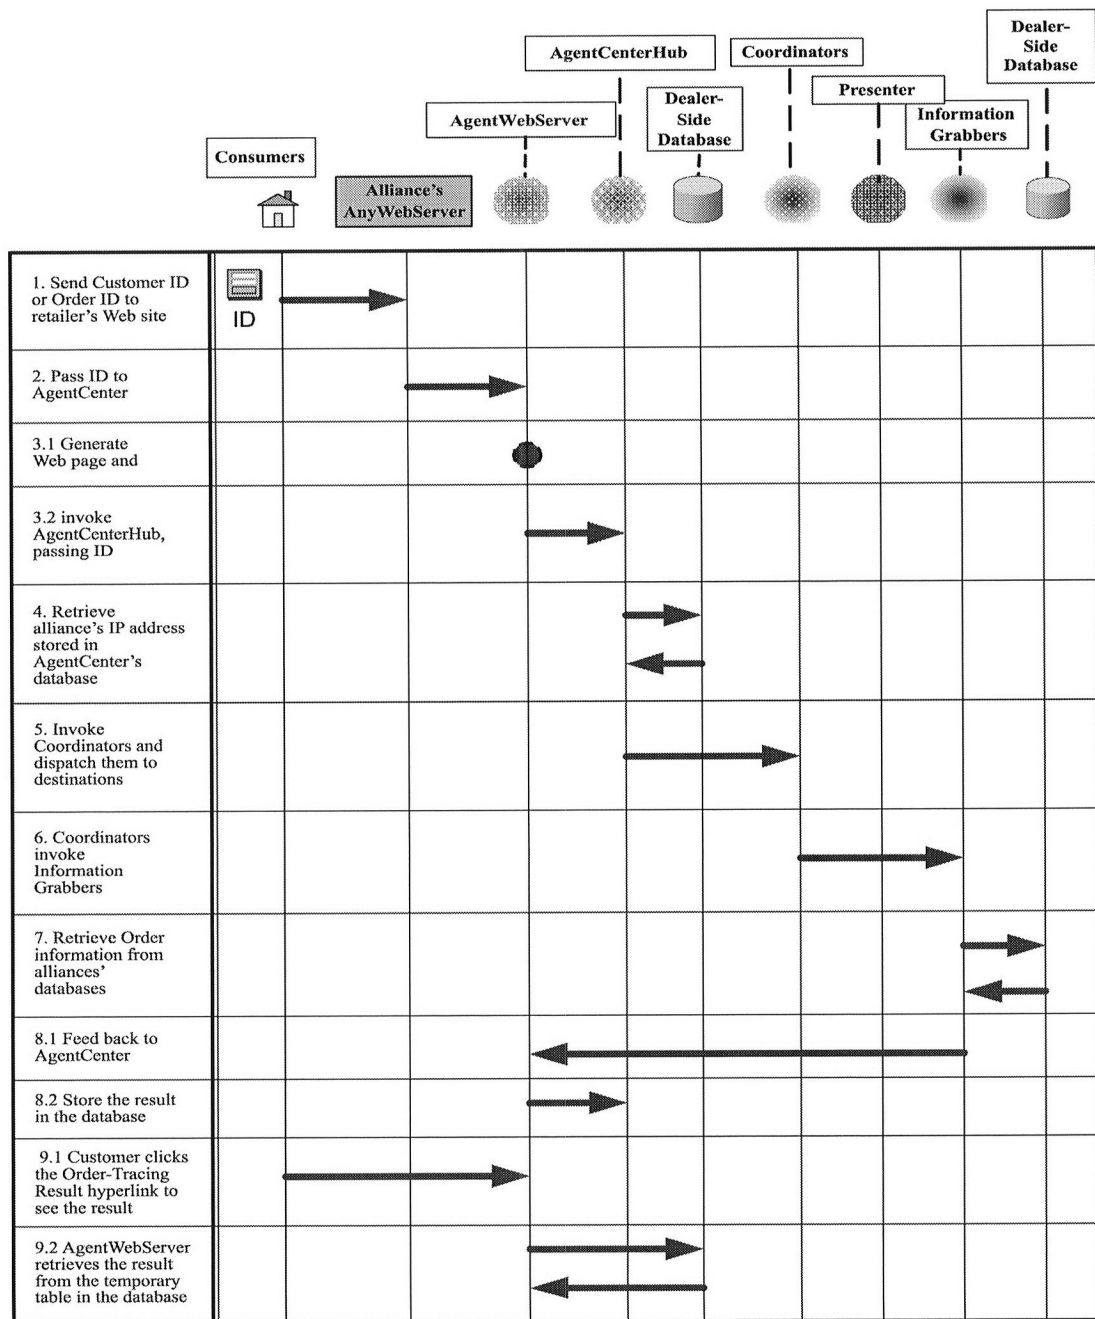 Dealer-
Side
Database
AgentCenterHub
Coordinators
Presenter
Dealer-
Side
Database
AgentWebServer
Information
Grabbers
Consumers
Alliance's
AnyWebServer
1. Send Customer ID
or Order ID to
retailer's Web site
ID
2. Pass ID to
AgentCenter
3.1 Generate
Web page and
3.2 invoke
AgentCenterHub,
passing ID
4. Retrieve
alliance's IP address
stored in
AgentCenter's
database
5. Invoke
Coordinators and
dispatch them to
destinations
6. Coordinators
invoke
Information
Grabbers
7. Retrieve Order
information from
alliances'
databases
8.1 Feed back to
AgentCenter
8.2 Store the result
in the database
9.1 Customer clicks
the Order-Tracing
Result hyperlink to
see the result
9.2 AgentWebServer
retrieves the result
from the temporary
table in the database